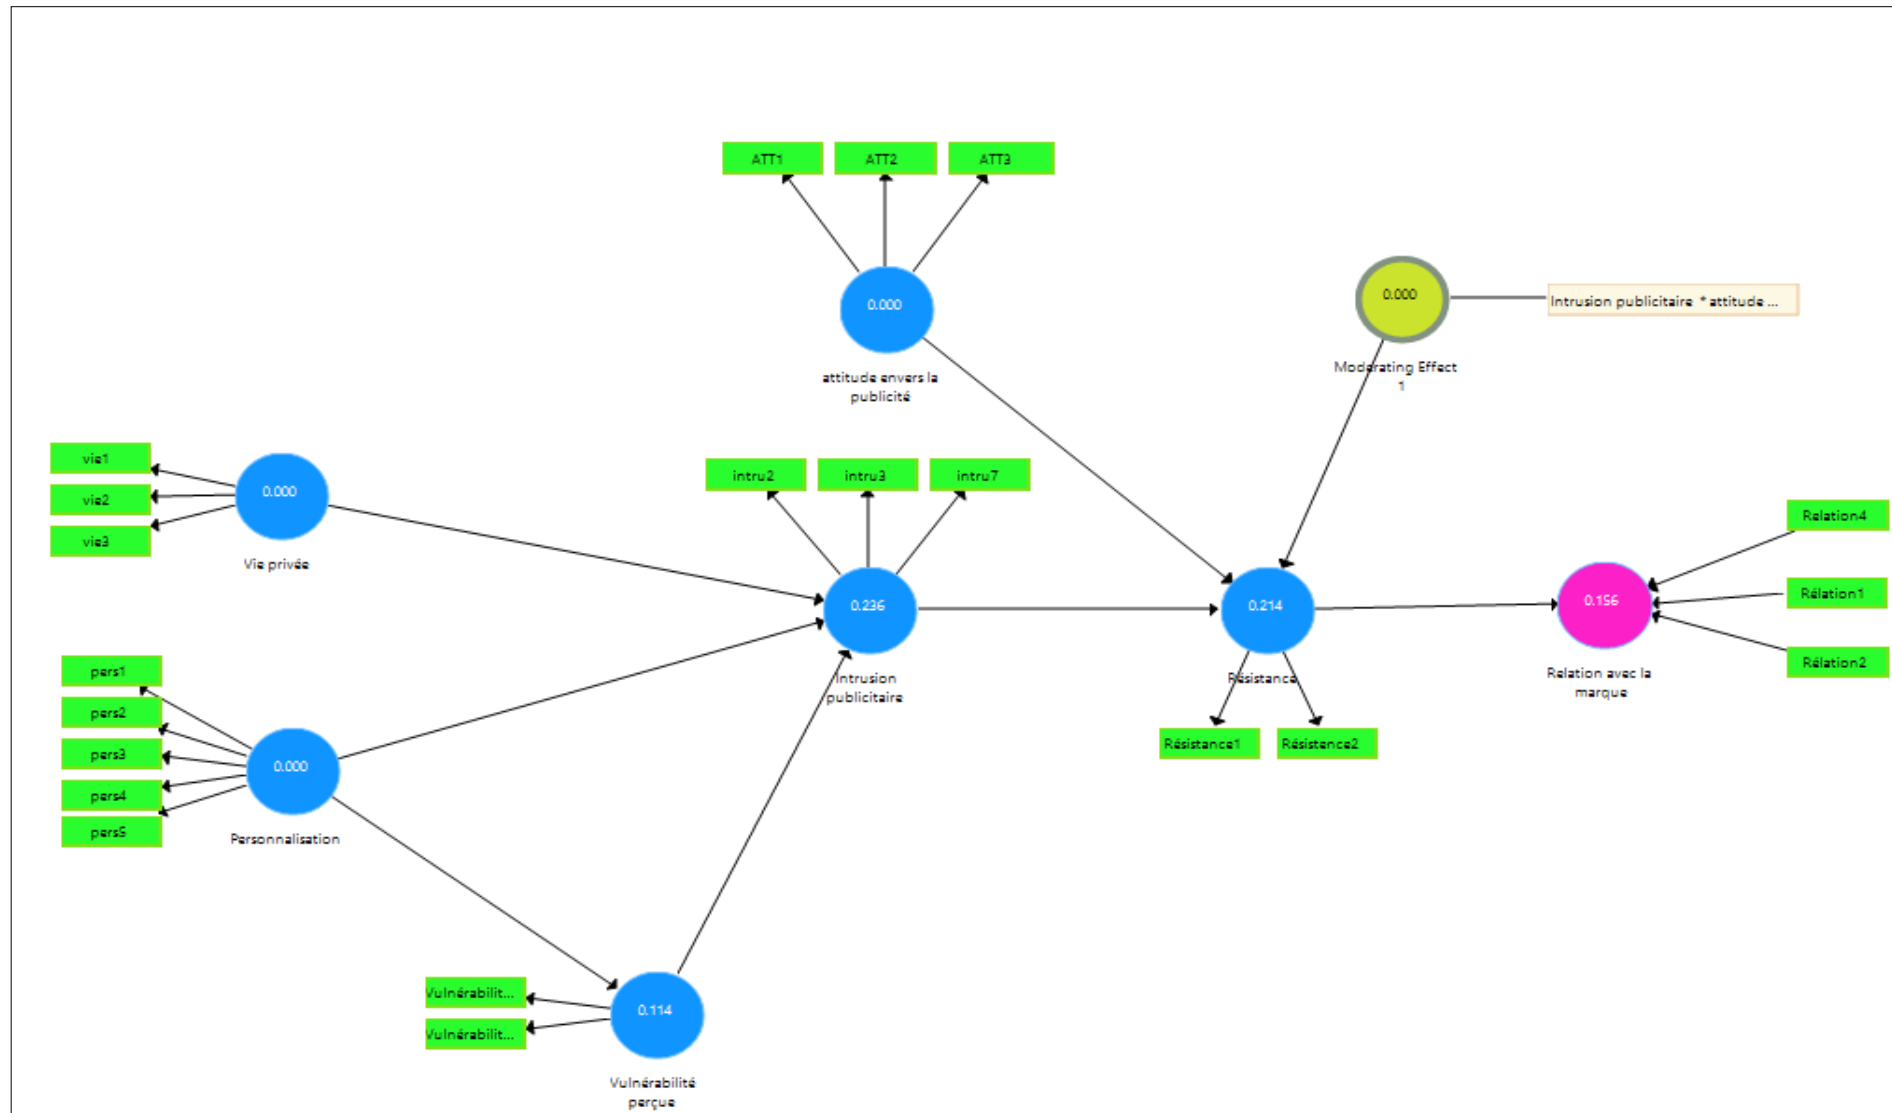 ATT1
ATT2
ATT3
0.000
attitude envers la
publicité
0.000
Moderating Effect
1
Intrusion publicitaire * attitude ...
vie1
vie2
vie3
0.000
Vie privée
intru2
intru3
intru7
0.236
Intrusion
publicitaire
0.214
Résistance
Résistance1
Résistence2
0.156
Relation avec la
marque
Relation4
Rélation1
Rélation2
pers1
pers2
pers3
pers4
pers5
0.000
Personnalisation
Vulnérabilit...
Vulnérabilit...
0.114
Vulnérabilité
perçue